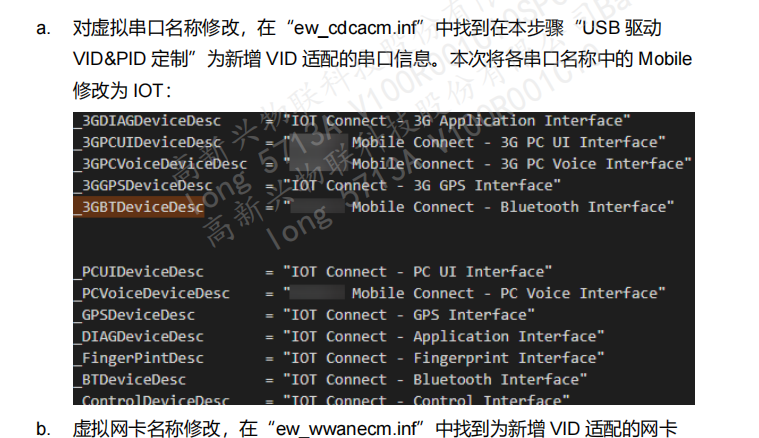 a. 对虚拟串口名称修改，在“ew_cdcacm.inf”中找到在本步骤“USB 驱动
VID&PID 定制”为新增 VID 适配的串口信息。本次将各串口名称中的 Mobile
修改为 IOT：
_3GDIAGDeviceDesc = "IOT Connect - 3G Application Interface"
_3GPCUIDeviceDesc = " Mobile Connect - 3G PC UI Interface"
_3GPCVoiceDeviceDesc = " Mobile Connect - 3G PC Voice Interface"
_3GGPSDeviceDesc = "IOT Connect - 3G GPS Interface"
_3GBTDeviceDesc = " Mobile Connect - Bluetooth Interface"
_PCUIDeviceDesc = "IOT Connect - PC UI Interface"
_PCVoiceDeviceDesc = " Mobile Connect - PC Voice Interface"
_GPSDeviceDesc = "IOT Connect - GPS Interface"
_DIAGDeviceDesc = "IOT Connect - Application Interface"
_FingerPintDesc = "IOT Connect - Fingerprint Interface"
_BTDeviceDesc = "IOT Connect - Bluetooth Interface"
_ControlDeviceDesc = "IOT Connect - Control Interface"
b. 虚拟网卡名称修改，在“ew_wwanecm.inf”中找到为新增 VID 适配的网卡